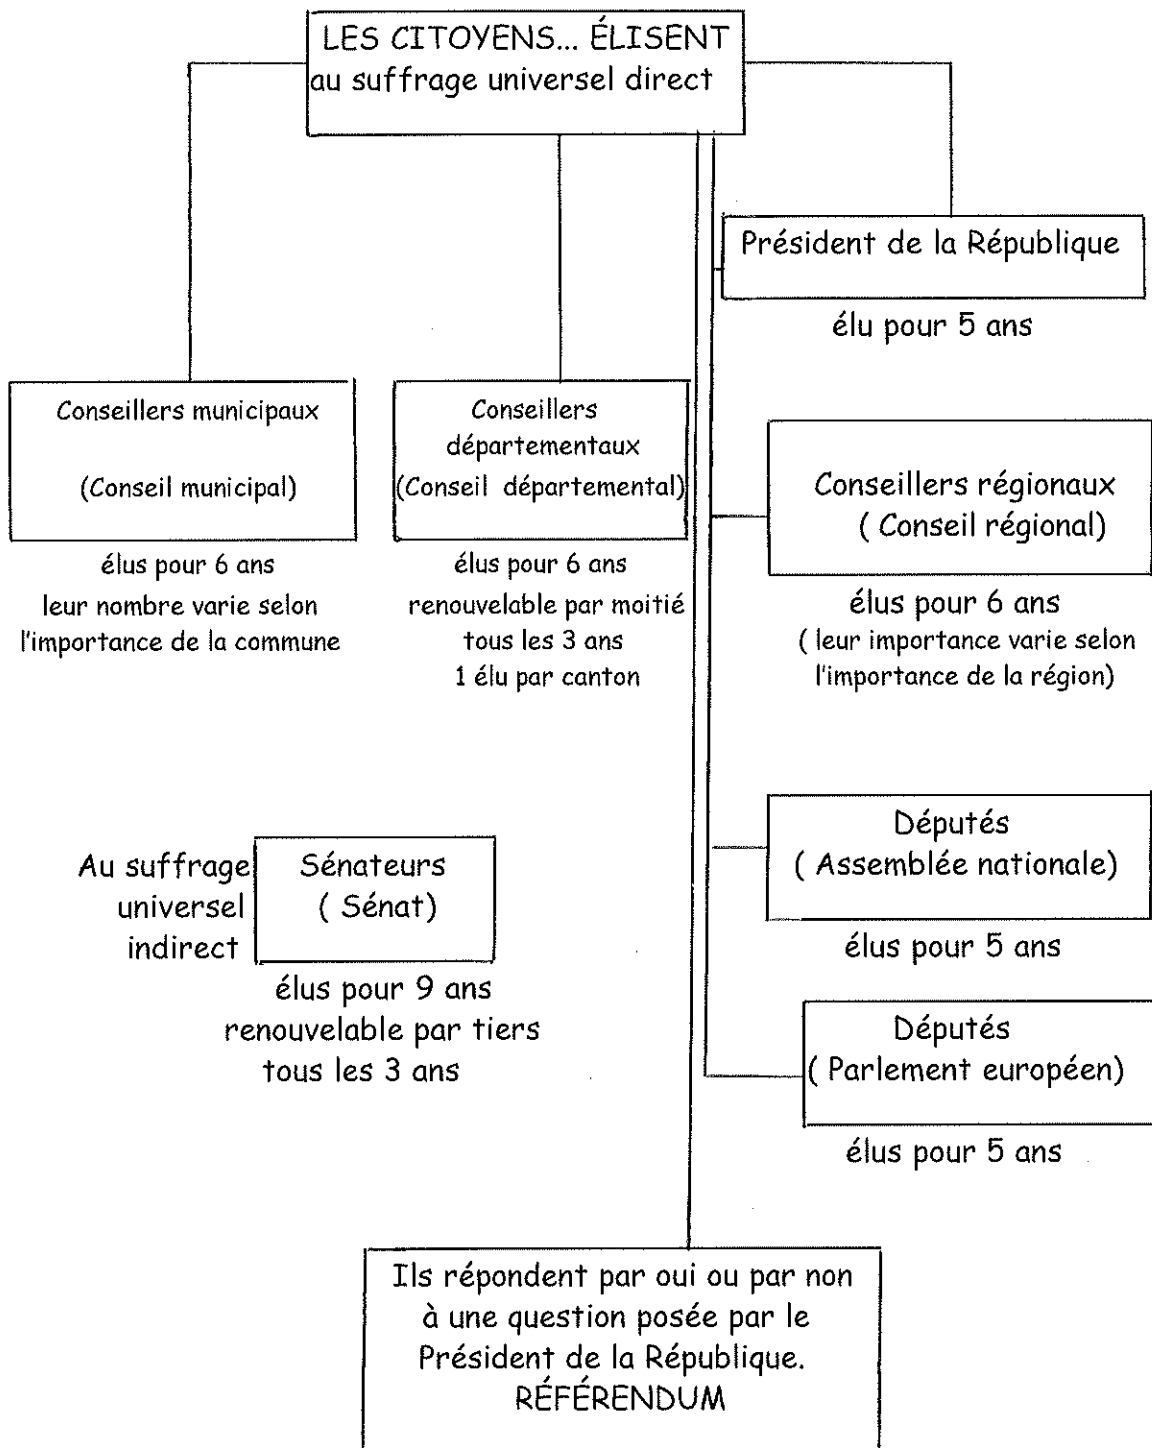 LES CITOYENS... ÉLISENT
au suffrage universel direct
Président de la République
élu pour 5 ans
Conseillers municipaux
(Conseil municipal)
élus pour 6 ans
leur nombre varie selon
l'importance de la commune
Conseillers
départementaux
(Conseil départemental)
élus pour 6 ans
renouvelable par moitié
tous les 3 ans
1 élu par canton
Conseillers régionaux
( Conseil régional)
élus pour 6 ans
( leur importance varie selon
l'importance de la région)
Au suffrage
universel
indirect
Sénateurs
( Sénat)
élus pour 9 ans
renouvelable par tiers
tous les 3 ans
Députés
( Assemblée nationale)
élus pour 5 ans
Députés
( Parlement européen)
élus pour 5 ans
Ils répondent par oui ou par non
à une question posée par le
Président de la République.
RÉFÉRENDUM